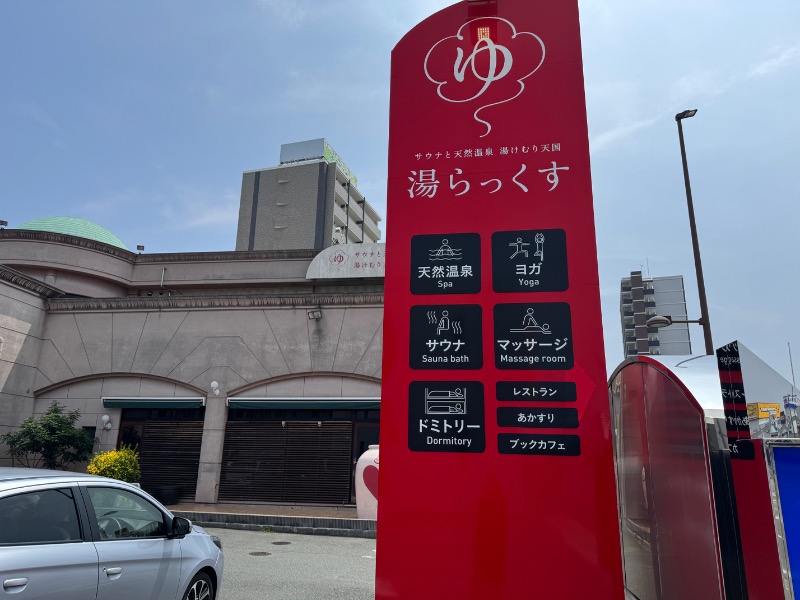 ゆ
サウナと天然温泉 湯けむり天国
湯らっくす
天然温泉
Spa
ヨガ
Yoga
サウナ
Sauna bath
マッサージ
Massage room
ドミトリー
Dormitory
レストラン
あかすり
ブックカフェ
ゆ